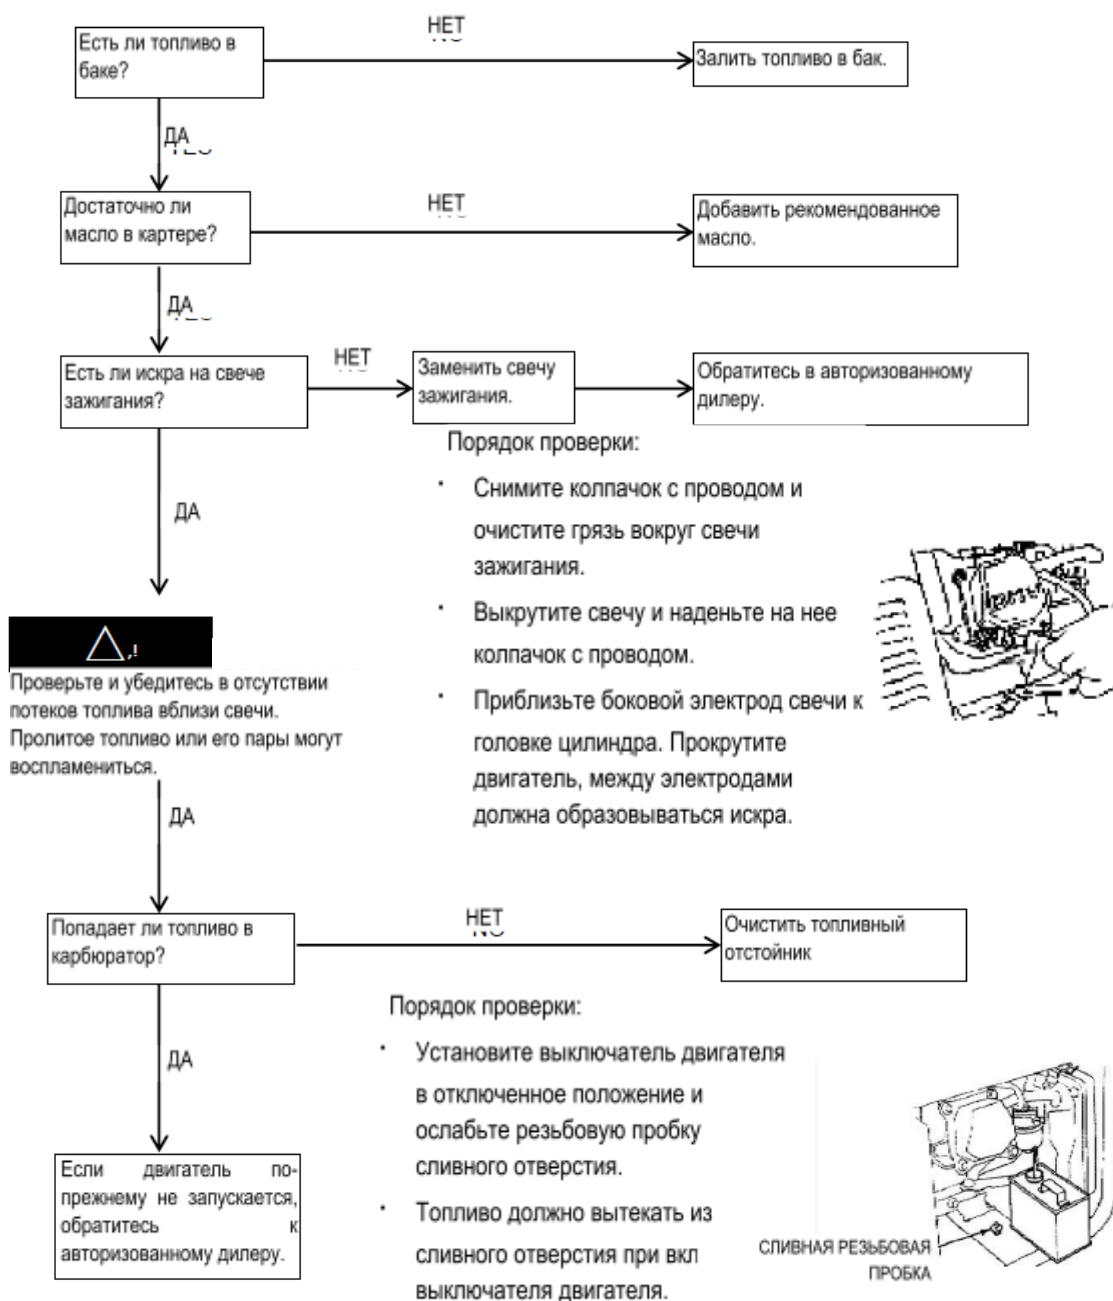 НЕТ
Есть ли топливо в
баке?
Залить топливо в бак.
ДА
Достаточно ли
масло в картере?
НЕТ
Добавить рекомендованное
масло.
ДА
Есть ли искра на свече
зажигания?
НЕТ
Заменить свечу
зажигания.
Обратитесь в авторизованному
дилеру.
Порядок проверки:
· Снимите колпачок с проводом и
очистите грязь вокруг свечи
зажигания.
· Выкрутите свечу и наденьте на нее
колпачок с проводом.
· Приблизьте боковой электрод свечи к
головке цилиндра. Прокрутите
двигатель, между электродами
должна образовываться искра.
ДА
,!
Проверьте и убедитесь в отсутствии
потеков топлива вблизи свечи.
Пролитое топливо или его пары могут
воспламениться.
ДА
Попадает ли топливо в
карбюратор?
НЕТ
Очистить топливный
отстойник
Порядок проверки:
· Установите выключатель двигателя
в отключенное положение и
ослабьте резьбовую пробку
сливного отверстия.
· Топливо должно вытекать из
сливного отверстия при вкл
выключателя двигателя.
ДА
Если двигатель по-
прежнему не запускается,
обратитесь к
авторизованному дилеру.
СЛИВНАЯ РЕЗЬБОВАЯ
ПРОБКА